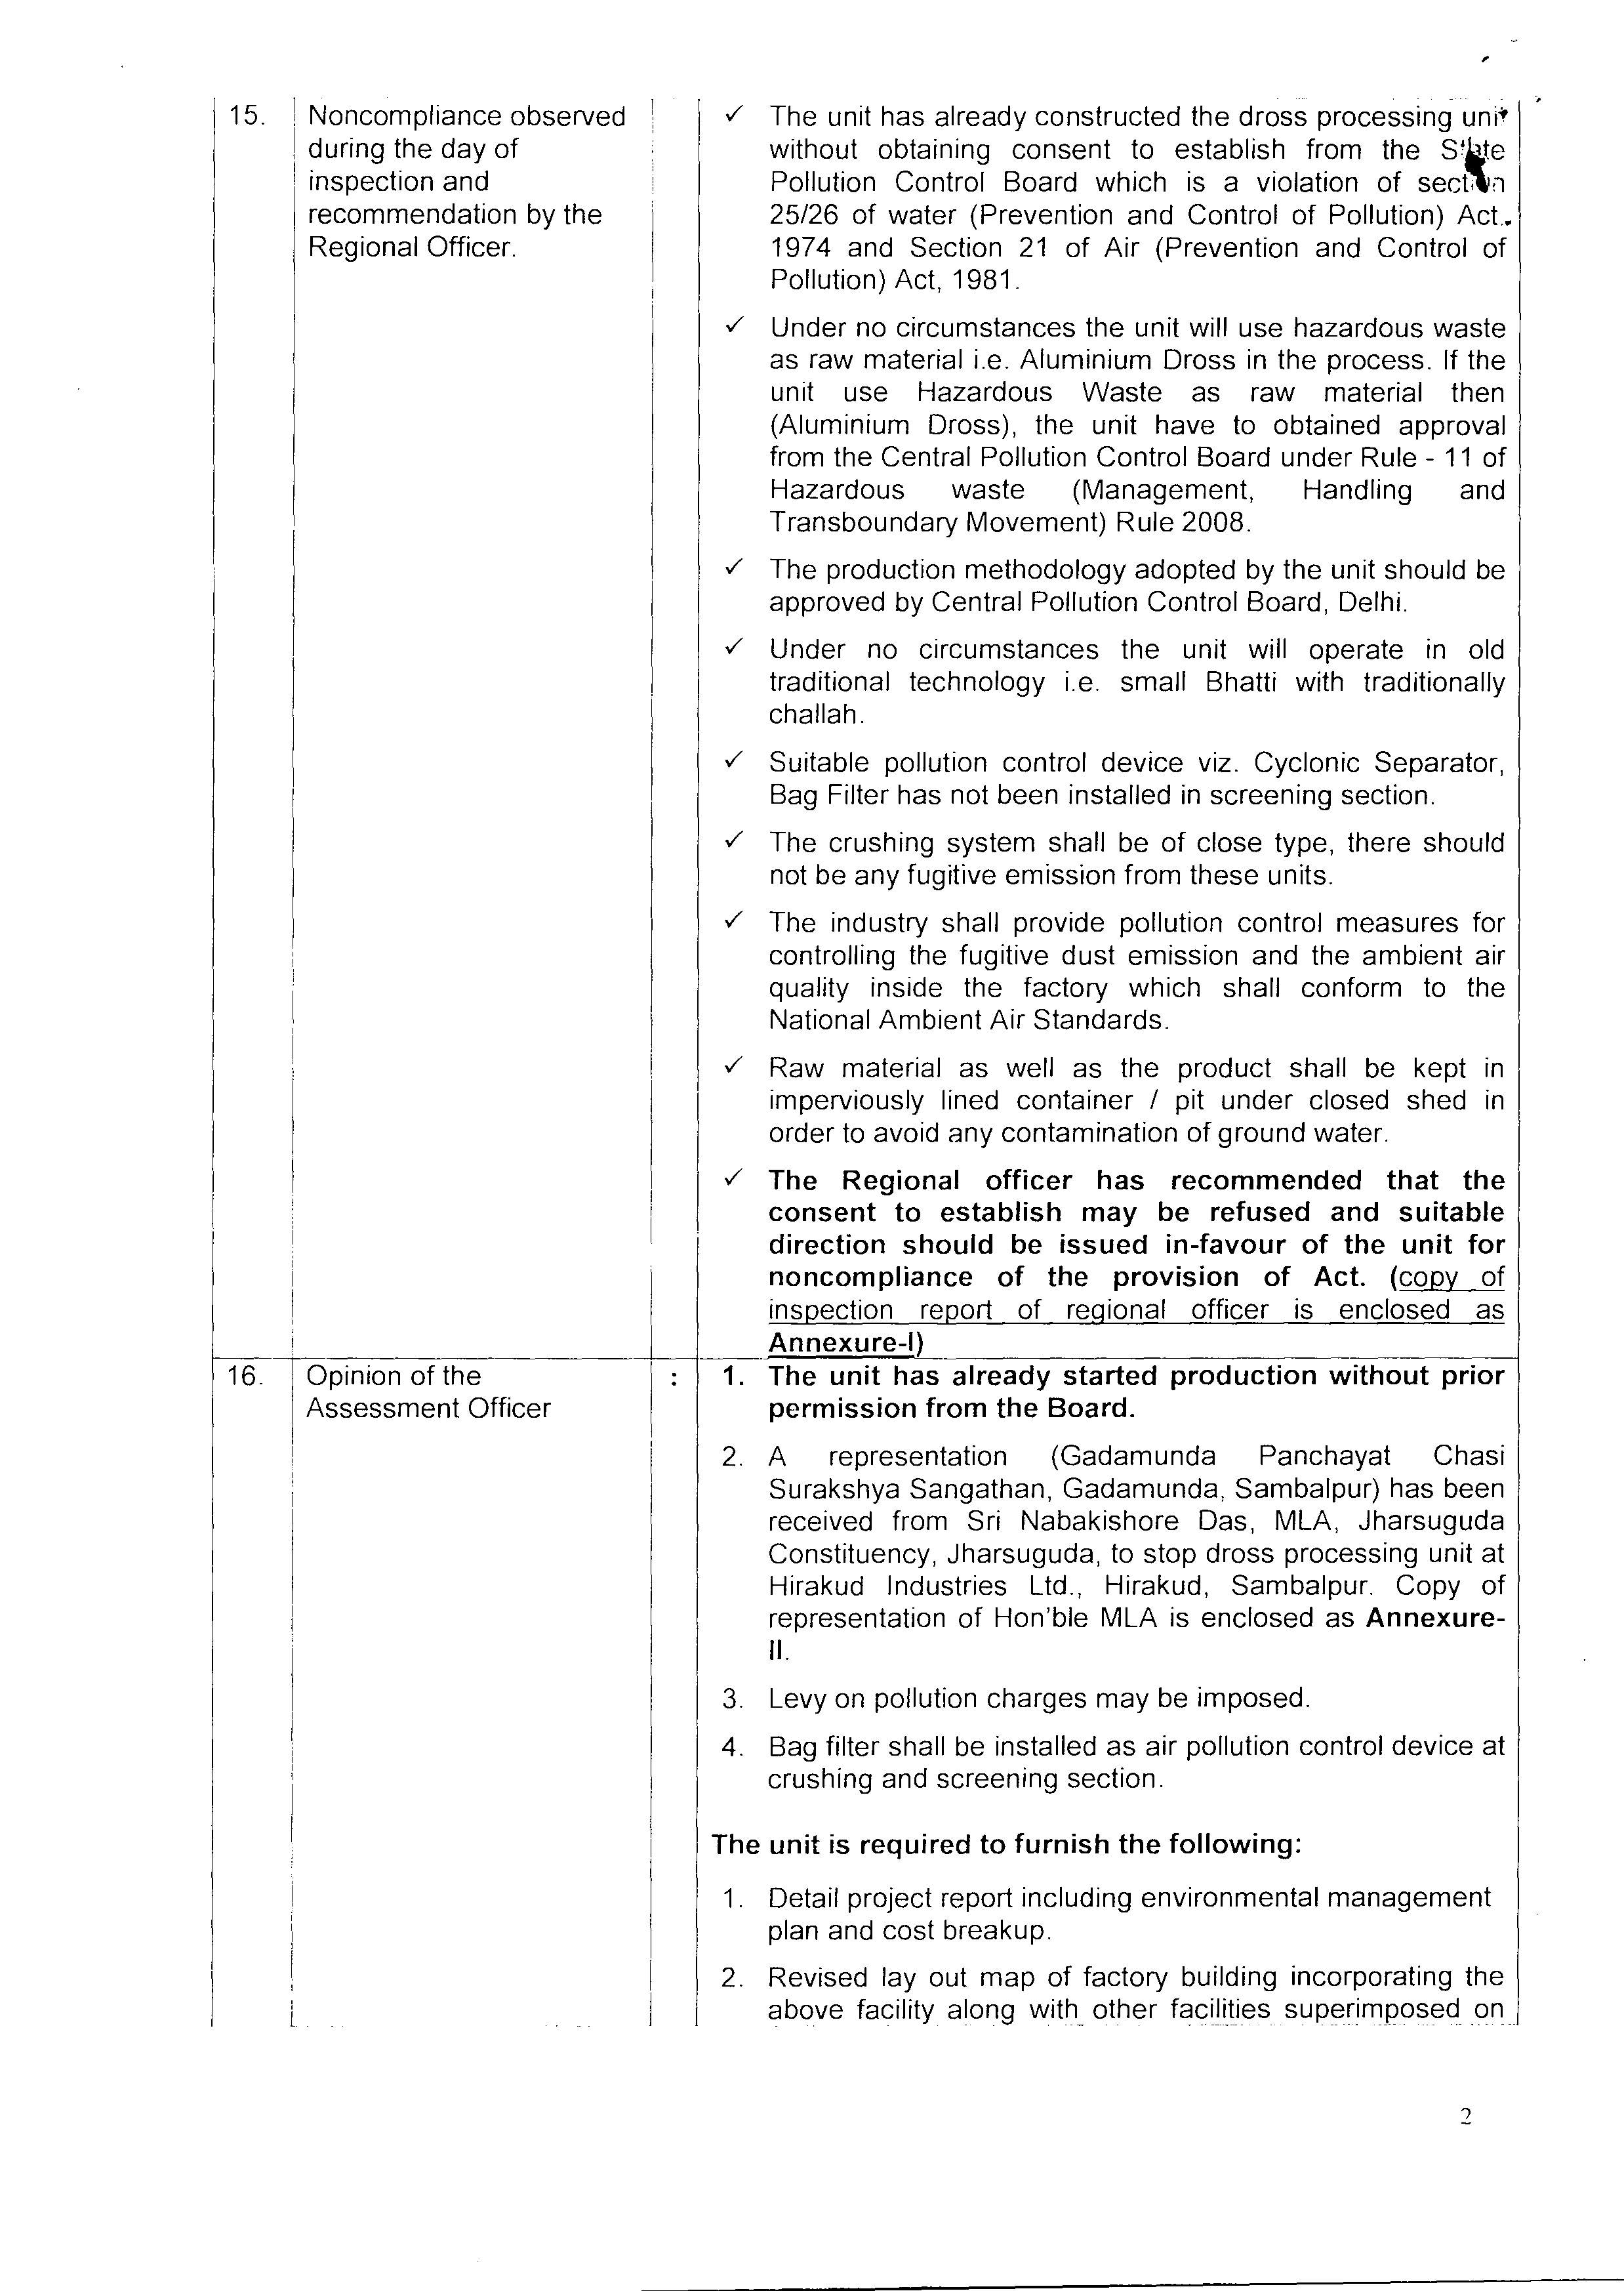 15. Noncompliance observed
during the day of
inspection and
recommendation by the
Regional Officer.
✓ The unit has already constructed the dross processing unit
without obtaining consent to establish from the State
Pollution Control Board which is a violation of section
25/26 of water (Prevention and Control of Pollution) Act.,
1974 and Section 21 of Air (Prevention and Control of
Pollution) Act, 1981.
✓ Under no circumstances the unit will use hazardous waste
as raw material i.e. Aluminium Dross in the process. If the
unit use Hazardous Waste as raw material then
(Aluminium Dross), the unit have to obtained approval
from the Central Pollution Control Board under Rule - 11 of
Hazardous waste (Management, Handling and
Transboundary Movement) Rule 2008.
✓ The production methodology adopted by the unit should be
approved by Central Pollution Control Board, Delhi.
✓ Under no circumstances the unit will operate in old
traditional technology i.e. small Bhatti with traditionally
challah.
✓ Suitable pollution control device viz. Cyclonic Separator,
Bag Filter has not been installed in screening section.
✓ The crushing system shall be of close type, there should
not be any fugitive emission from these units.
✓ The industry shall provide pollution control measures for
controlling the fugitive dust emission and the ambient air
quality inside the factory which shall conform to the
National Ambient Air Standards.
✓ Raw material as well as the product shall be kept in
imperviously lined container / pit under closed shed in
order to avoid any contamination of ground water.
✓ The Regional officer has recommended that the
consent to establish may be refused and suitable
direction should be issued in-favour of the unit for
noncompliance of the provision of Act. (copy of
inspection report of regional officer is enclosed as
Annexure-I)
16. Opinion of the
Assessment Officer
:
1. The unit has already started production without prior
permission from the Board.
2. A representation (Gadamunda Panchayat Chasi
Surakshya Sangathan, Gadamunda, Sambalpur) has been
received from Sri Nabakishore Das, MLA, Jharsuguda
Constituency, Jharsuguda, to stop dross processing unit at
Hirakud Industries Ltd., Hirakud, Sambalpur. Copy of
representation of Hon'ble MLA is enclosed as Annexure-
II.
3. Levy on pollution charges may be imposed.
4. Bag filter shall be installed as air pollution control device at
crushing and screening section.
The unit is required to furnish the following:
1. Detail project report including environmental management
plan and cost breakup.
2. Revised lay out map of factory building incorporating the
above facility along with other facilities superimposed on
2